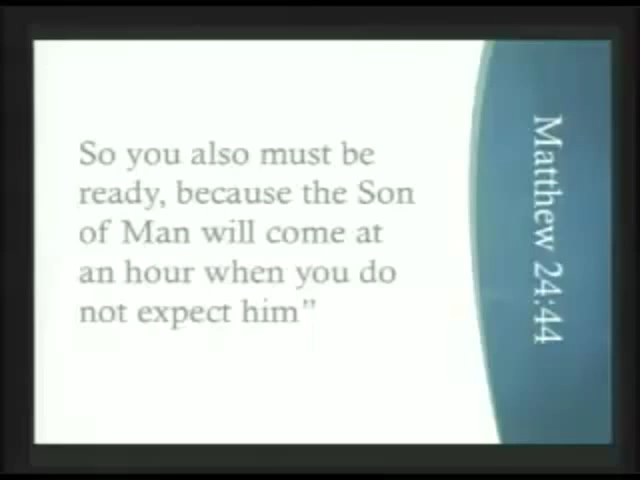 So you also must be
ready, because the Son
of Man will come at
an hour when you do
not expect him”
Matthew 24:44